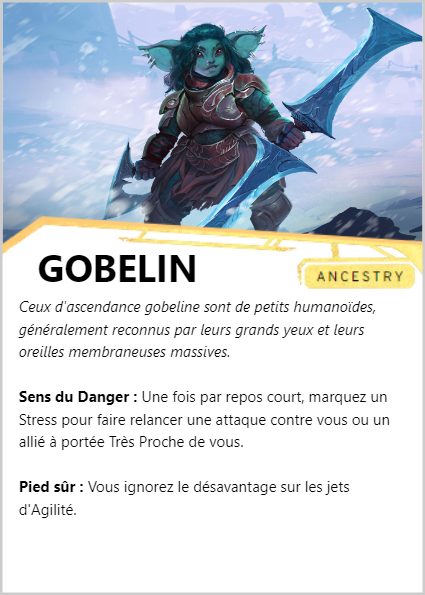 GOBELIN
ANCESTRY
Ceux d'ascendance gobeline sont de petits humanoïdes,
généralement reconnus par leurs grands yeux et leurs
oreilles membraneuses massives.
Sens du Danger : Une fois par repos court, marquez un
Stress pour faire relancer une attaque contre vous ou un
allié à portée Très Proche de vous.
Pied sûr : Vous ignorez le désavantage sur les jets
d'Agilité.